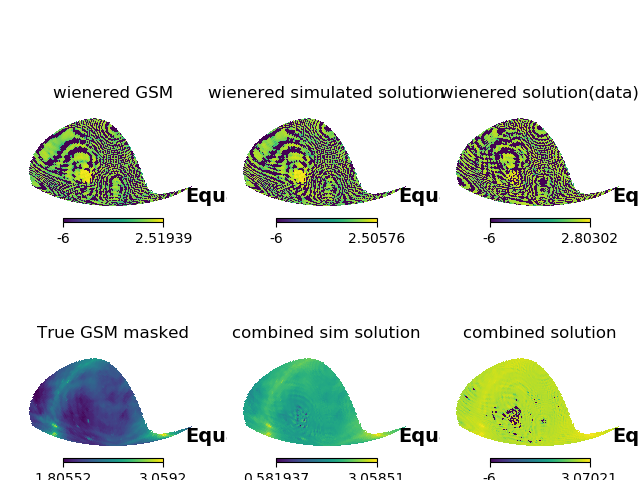 wienered GSM
wienered simulated solution
wienered solution(data)
Equ
Equ
Eq
-6 2.51939
-6 2.50576
-6 2.80302
True GSM masked
combined sim solution
combined solution
Equ
Equ
Eq
1.80552 3.0592
0.581937 3.05851
-6 3.07021